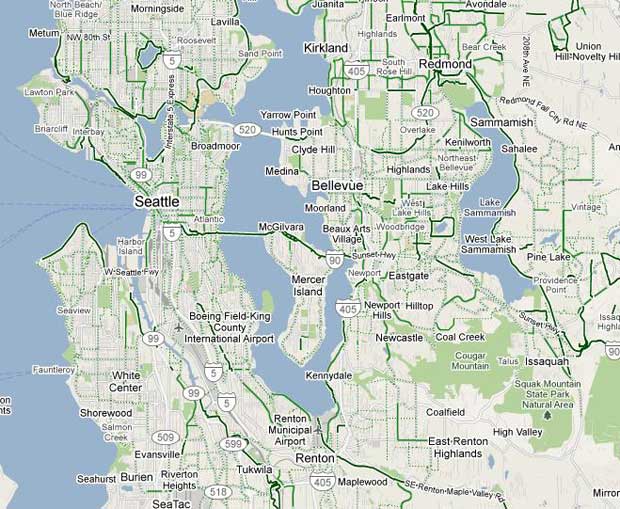 North Beach/
Blue Ridge
Morningside
Juanita
Avondale
Earlmont
Lavilla
Metum
NW 80th St
Roosevelt
5
Sand Point
Kirkland
Highlands
Bear Creek
Union
Hill-Novelty Hil
208th Ave NE
405
South
Rose Hill
Redmond
Lawton Park
Interstate 5 Express
Houghton
Redmond Fall City Rd NE
Briarcliff
Interbay
Yarrow Point
520
Overlake
520
Hunts Point
Sammamish
Broadmoor
Clyde Hill
Kenilworth
Sahalee
Northeast
Bellevue
99
Medina
Highlands
Bellevue
Lake Hills
Seattle
Moorland
West
Lake Hills
Lake
Sammamish
Vintage
Atlantic
McGilvara
Beaux Arts
Village
Woodbridge
5
Harbor
Island
West Lake
Sammamish
W Seattle Fwy
90
Sunset Hwy
Pine Lake
Newport
Eastgate
Mercer
Island
Providence
Point
Seaview
Boeing Field-King
County
International Airport
405
Newport
Hills
Hilltop
Sunset Hwy
Issaqu
Highla
99
Newcastle
Coal Creek
90
Fauntleroy
White
Center
5
Cougar
Mountain
Talus
Issaquah
Kennydale
99
5
Squak Mountain
State Park
Natural Area
Shorewood
Coalfield
Salmon
Creek
Renton
Municipal
Airport
High Valley
509
599
East Renton
Highlands
Evansville
Renton
Tukwila
Seahurst
Burien
Riverton
Heights
518
405
Maplewood
SE-Renton-Maple Valley Rd
Mirror
SeaTac